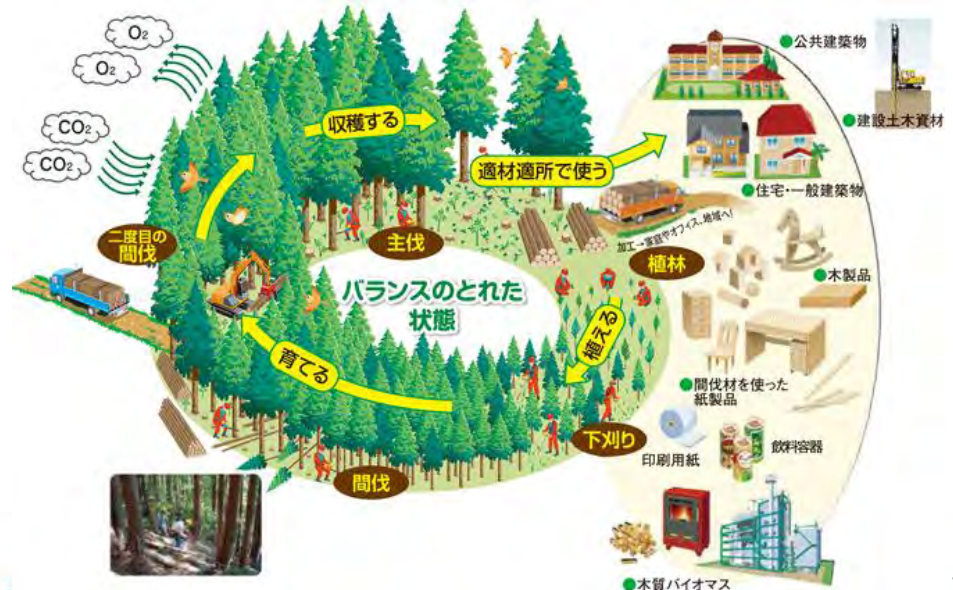 O₂
O₂
CO₂
CO₂
収穫する
適材適所で使う
加工→家庭やオフィス、地域へ!
主伐
植林
植える
下刈り
間伐
育てる
二度目の
間伐
バランスのとれた
状態
●公共建築物
●建設土木資材
●住宅・一般建築物
●木製品
●間伐材を使った
紙製品
印刷用紙
飲料容器
●木質バイオマス